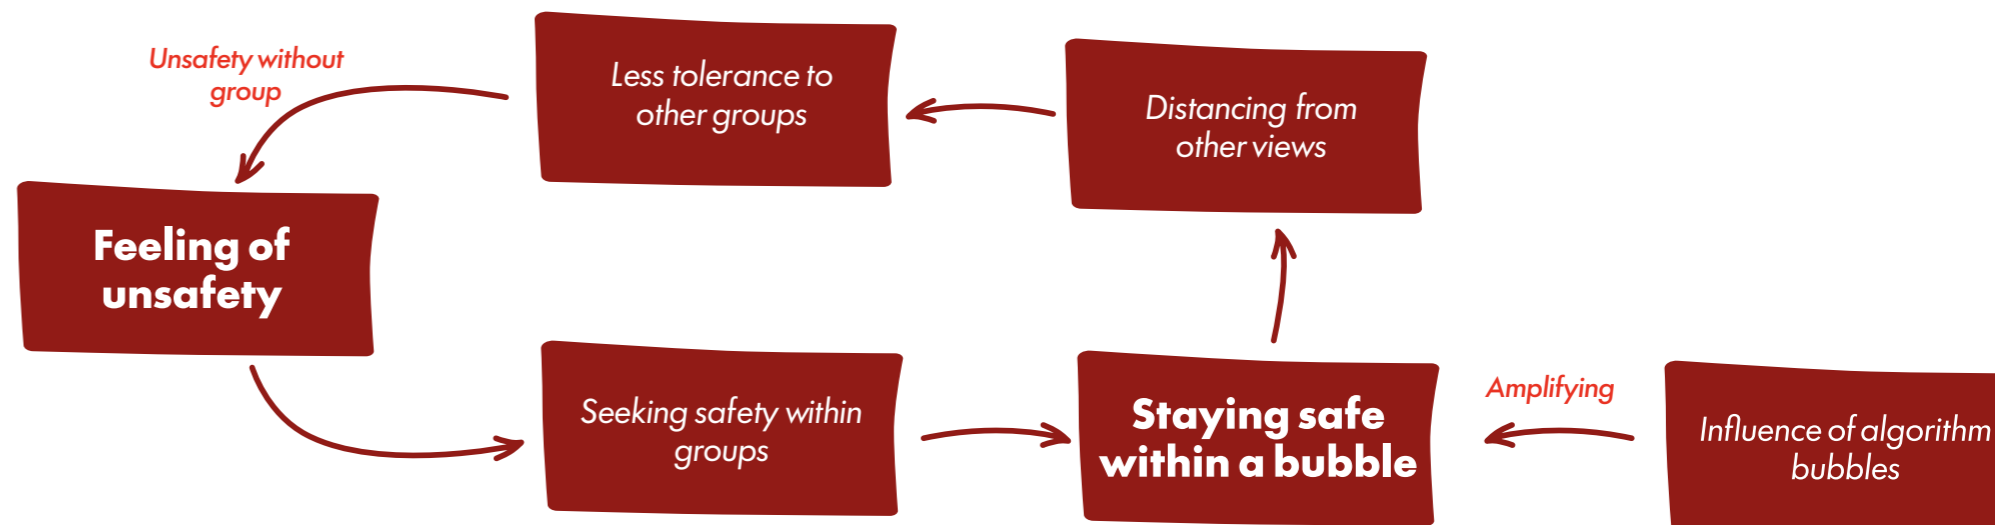 Unsafety without
group
Less tolerance to
other groups
Distancing from
other views
Feeling of
unsafety
Seeking safety within
groups
Staying safe
within a bubble
Amplifying
Influence of algorithm
bubbles